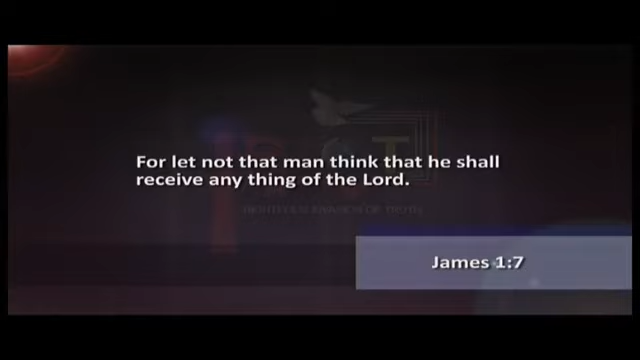 For let not that man think that he shall
receive any thing of the Lord.
James 1:7